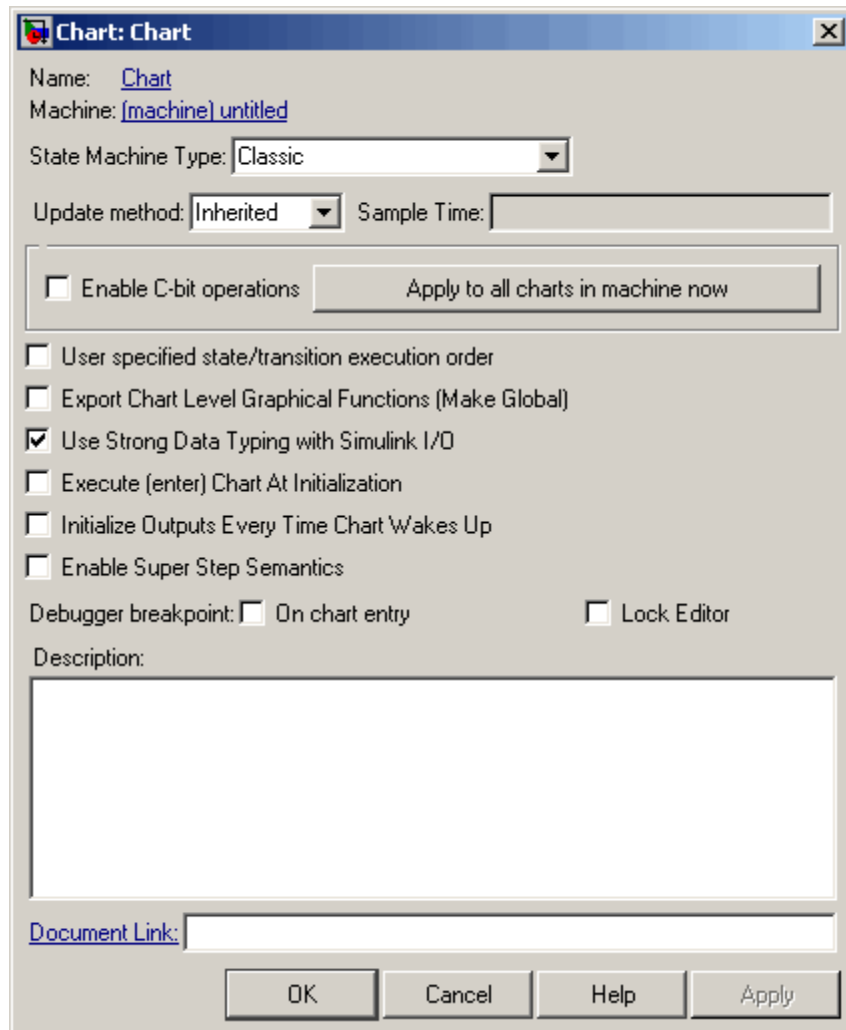 Chart: Chart
Name: Chart
Machine: (machine) untitled
State Machine Type: Classic
Update method: Inherited Sample Time:
Enable C-bit operations Apply to all charts in machine now
User specified state/transition execution order
Export Chart Level Graphical Functions (Make Global)
Use Strong Data Typing with Simulink I/O
Execute (enter) Chart At Initialization
Initialize Outputs Every Time Chart Wakes Up
Enable Super Step Semantics
Debugger breakpoint: On chart entry Lock Editor
Description:
Document Link:
OK Cancel Help Apply